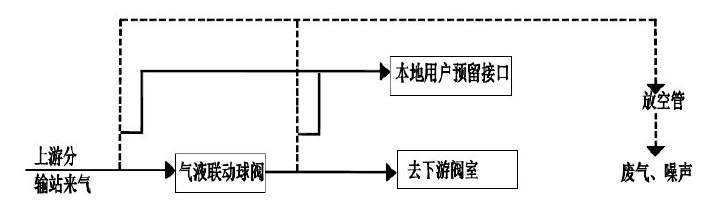 本地用户预留接口
放空管
上游分
输站来气
气液联动球阀
去下游阀室
废气、噪声